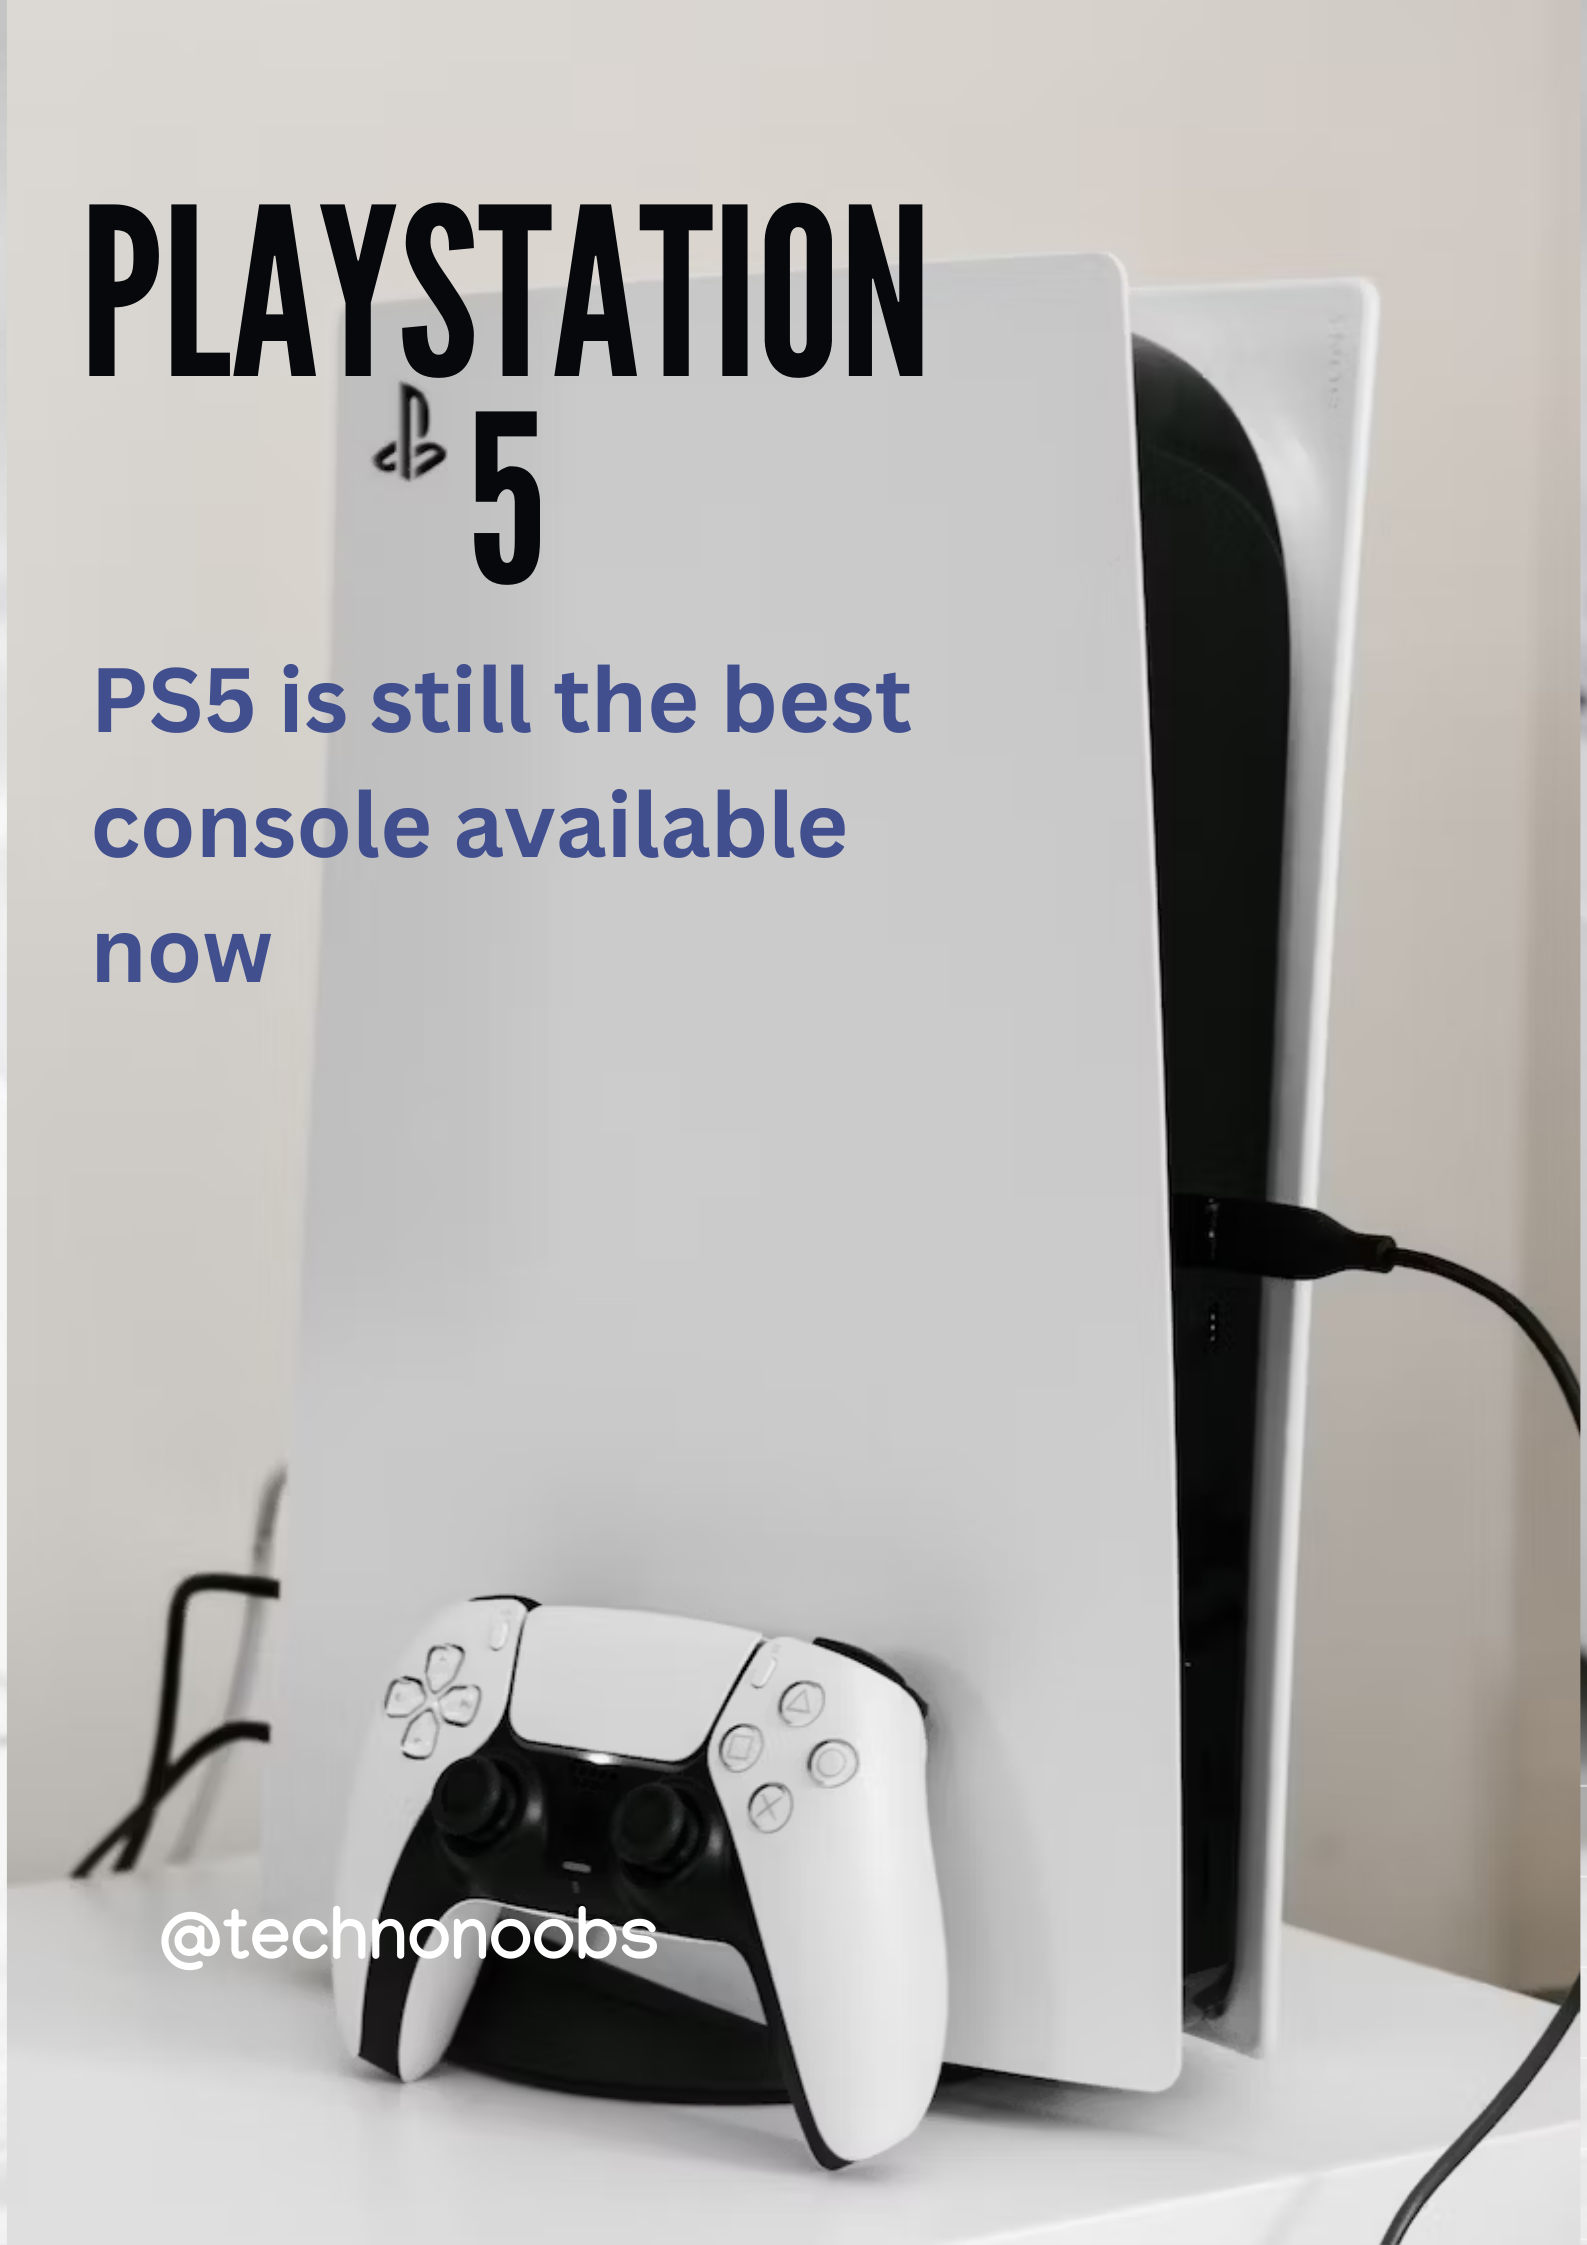 PLAYSTATION
5
PS5 is still the best
console available
now
@technonoobs